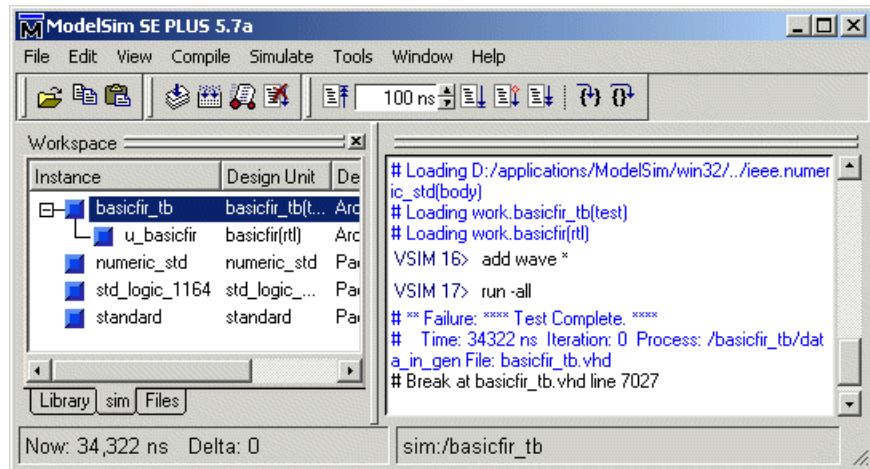 ModelSim SE PLUS 5.7a
File Edit View Compile Simulate Tools Window Help
100 ns
Workspace
Instance Design Unit De
basicfir_tb basicfir_tb(t... Arc
u_basicfir basicfir(rtl) Arc
numeric_std numeric_std Pa
std_logic_1164 std_logic_... Pa
standard standard Pa
Library sim Files
# Loading D:/applications/ModelSim/win32/../ieee.numer
ic_std(body)
# Loading work.basicfir_tb(test)
# Loading work.basicfir(rtl)
VSIM 16> add wave *
VSIM 17> run -all
# ** Failure: **** Test Complete. ****
# Time: 34322 ns Iteration: 0 Process: /basicfir_tb/dat
a_in_gen File: basicfir_tb.vhd
# Break at basicfir_tb.vhd line 7027
Now: 34,322 ns Delta: 0 sim:/basicfir_tb